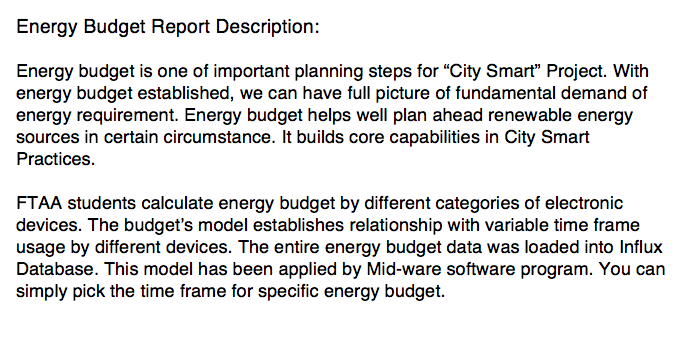 Energy Budget Report Description:
Energy budget is one of important planning steps for “City Smart” Project. With
energy budget established, we can have full picture of fundamental demand of
energy requirement. Energy budget helps well plan ahead renewable energy
sources in certain circumstance. It builds core capabilities in City Smart
Practices.
FTAA students calculate energy budget by different categories of electronic
devices. The budget’s model establishes relationship with variable time frame
usage by different devices. The entire energy budget data was loaded into Influx
Database. This model has been applied by Mid-ware software program. You can
simply pick the time frame for specific energy budget.